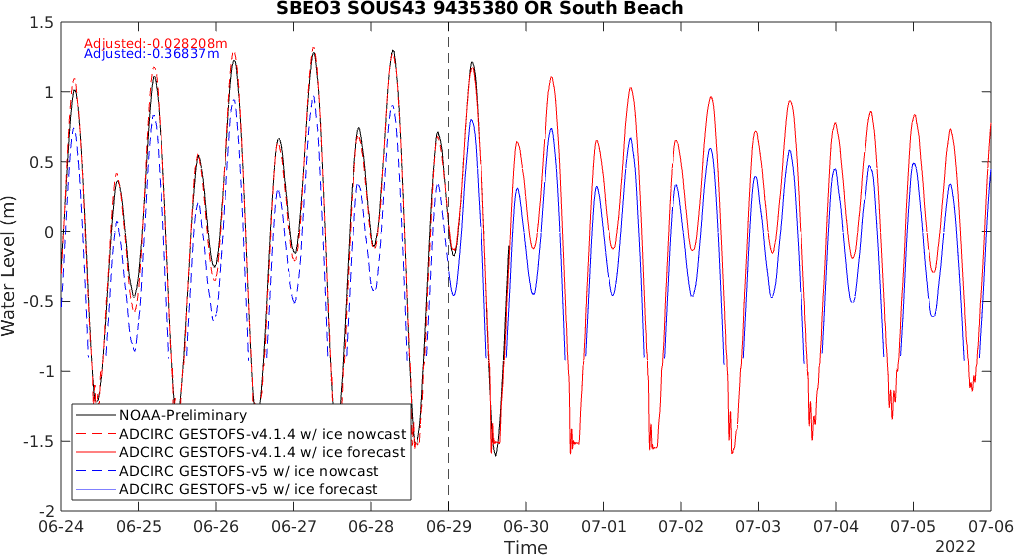 SBEO3 SOUS43 9435380 OR South Beach
Adjusted:-0.028208m
Adjusted:-0.36837m
1.5
1
0.5
0
-0.5
-1
-1.5
-2
Water Level (m)
NOAA-Preliminary
ADCIRC GESTOFS-v4.1.4 w/ ice nowcast
ADCIRC GESTOFS-v4.1.4 w/ ice forecast
ADCIRC GESTOFS-v5 w/ ice nowcast
ADCIRC GESTOFS-v5 w/ ice forecast
06-24 06-25 06-26 06-27 06-28 06-29 06-30 07-01 07-02 07-03 07-04 07-05 07-06
Time
2022